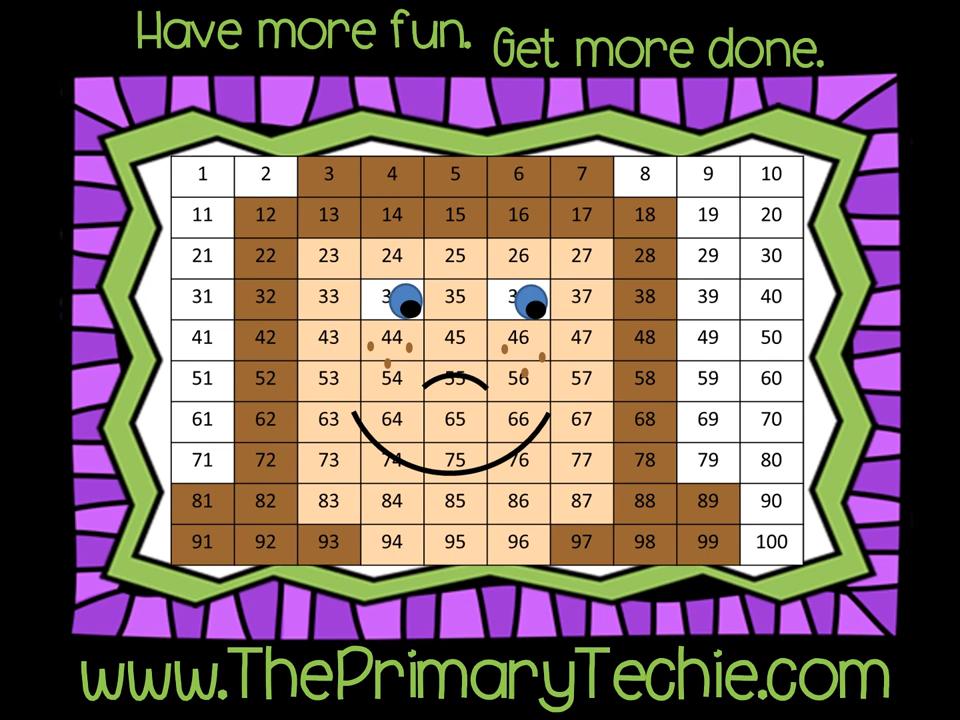 Have more fun. Get more done.
1 2 3 4 5 6 7 8 9 10
11 12 13 14 15 16 17 18 19 20
21 22 23 24 25 26 27 28 29 30
31 32 33 3 35 3 37 38 39 40
41 42 43 44 45 46 47 48 49 50
51 52 53 54 55 56 57 58 59 60
61 62 63 64 65 66 67 68 69 70
71 72 73 74 75 76 77 78 79 80
81 82 83 84 85 86 87 88 89 90
91 92 93 94 95 96 97 98 99 100
www.ThePrimaryTechie.com